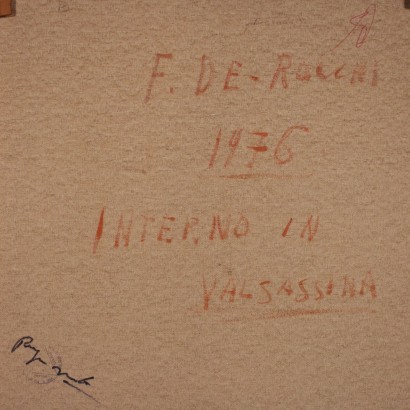 F. DE-ROCCHI
1976
INTERNO IN
VALSASSINA